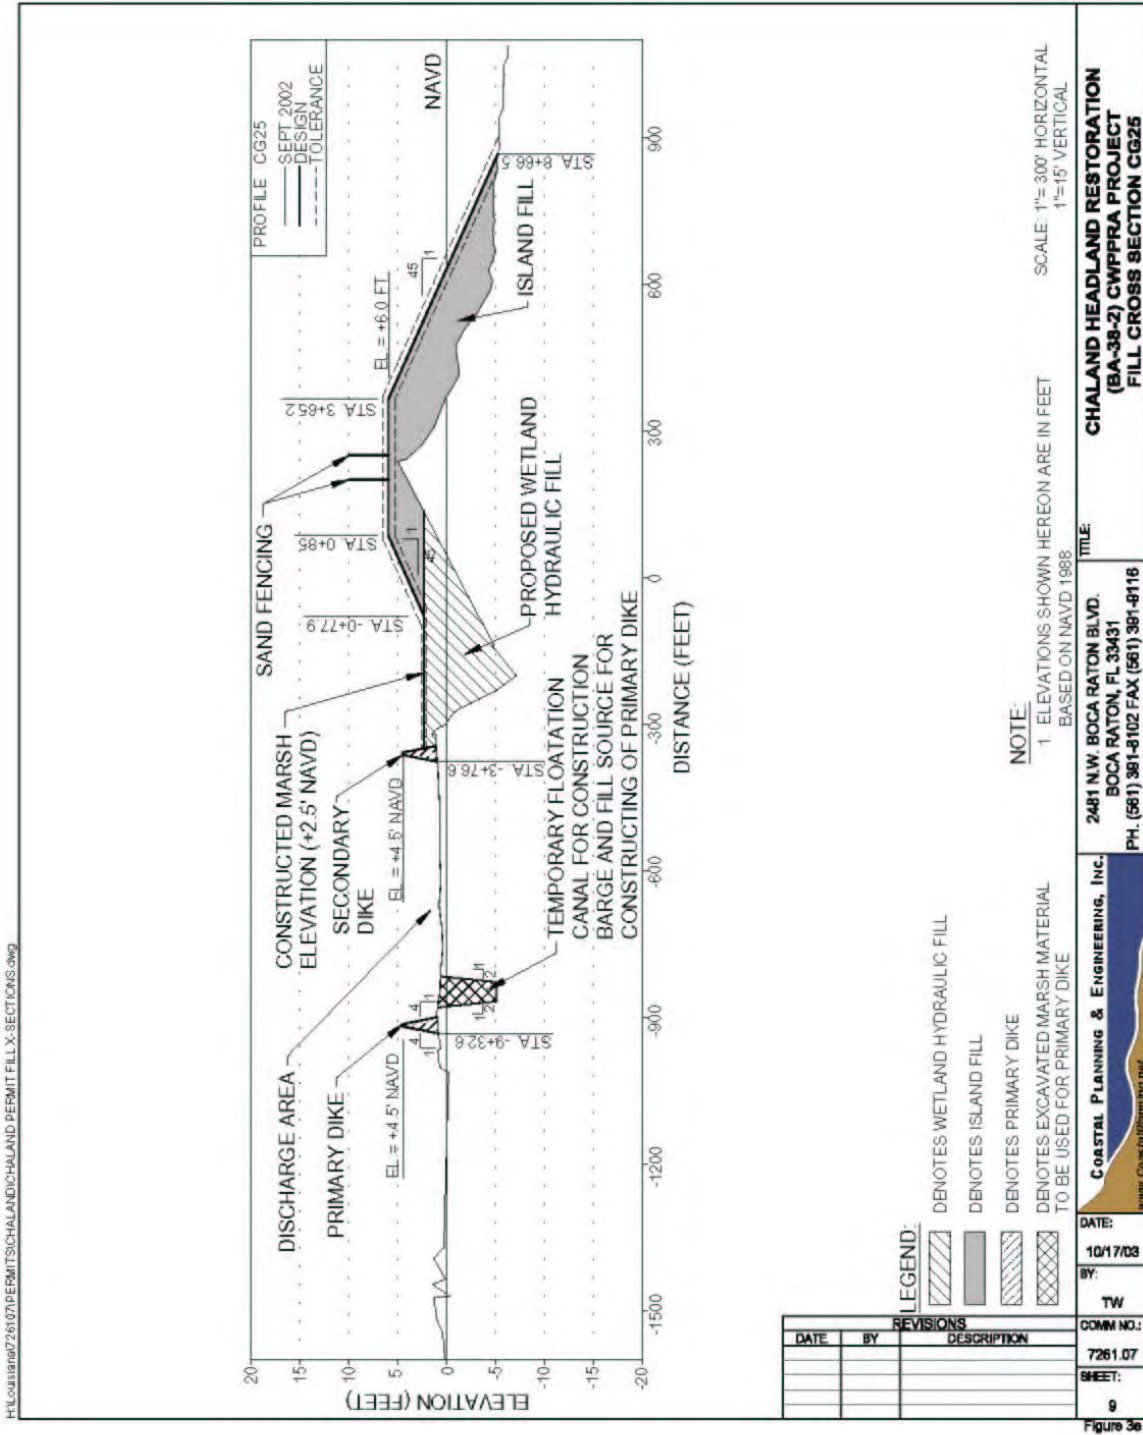 H:\Louisiana\726107\PERMITS\CHALAND\CHALAND PERMIT FILL X-SECTIONS.dwg
PROFILE CG25
SEPT 2002
DESIGN
TOLERANCE
NAVD
SAND FENCING
STA 0+85
STA 3+65.2
EL. = +6.0 FT
45
1
STA 8+66.5
ISLAND FILL
STA -0+77.9
1
45
CONSTRUCTED MARSH
ELEVATION (+2.5' NAVD)
SECONDARY
DIKE
EL = +4.5' NAVD
STA -3+76.6
PROPOSED WETLAND
HYDRAULIC FILL
DISCHARGE AREA
PRIMARY DIKE
EL = +4.5' NAVD
4
1
4
1
STA -9+32.6
1
2
1
2
TEMPORARY FLOATATION
CANAL FOR CONSTRUCTION
BARGE AND FILL SOURCE FOR
CONSTRUCTING OF PRIMARY DIKE
20
15
10
5
0
-5
-10
-15
-20
ELEVATION (FEET)
-1500
-1200
-900
-600
-300
0
300
600
900
DISTANCE (FEET)
NOTE:
1. ELEVATIONS SHOWN HEREON ARE IN FEET
BASED ON NAVD 1988.
SCALE: 1"= 300' HORIZONTAL
1"=15' VERTICAL
LEGEND:
DENOTES WETLAND HYDRAULIC FILL
DENOTES ISLAND FILL
DENOTES PRIMARY DIKE
DENOTES EXCAVATED MARSH MATERIAL
TO BE USED FOR PRIMARY DIKE
REVISIONS
DATE BY DESCRIPTION
TITLE:
CHALAND HEADLAND RESTORATION
(BA-38-2) CWPPRA PROJECT
FILL CROSS SECTION CG25
2481 N.W. BOCA RATON BLVD.
BOCA RATON, FL 33431
PH. (561) 391-8102 FAX (561) 391-9116
COASTAL PLANNING & ENGINEERING, INC.
DATE:
10/17/03
BY:
TW
COMM NO.:
7261.07
SHEET:
9
Figure 3e